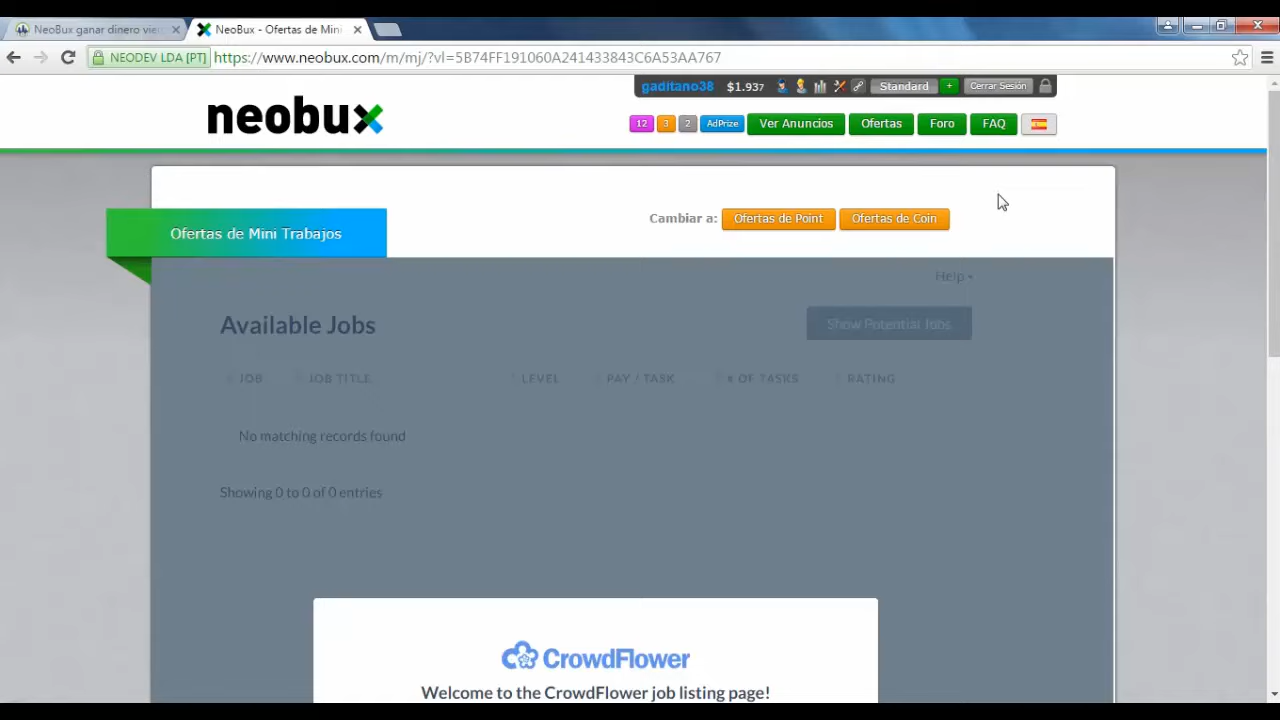 NeoBux ganar dinero vie
NeoBux - Ofertas de Mini
NEODEV LDA [PT]
https://www.neobux.com/m/mj/?vl=5B74FF191060A241433843C6A53AA767
gaditano38 $1.937 Standard + Cerrar Sesión
neobux
12 3 2 AdPrize Ver Anuncios Ofertas Foro FAQ
Cambiar a: Ofertas de Point Ofertas de Coin
Ofertas de Mini Trabajos
Help
Available Jobs
Show Potential Jobs
JOB JOB TITLE LEVEL PAY / TASK # OF TASKS RATING
No matching records found
Showing 0 to 0 of 0 entries
CrowdFlower
Welcome to the CrowdFlower job listing page!